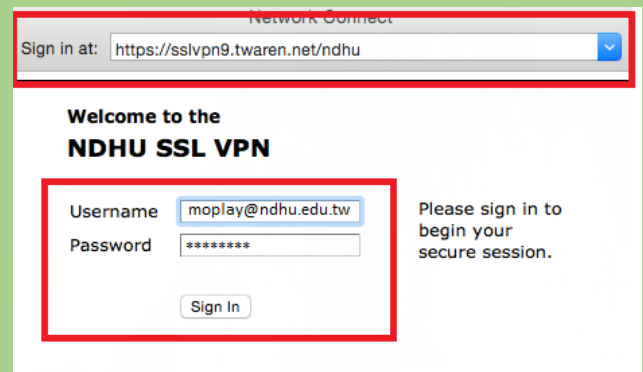 Network Connect
Sign in at: https://sslvpn9.twaren.net/ndhu
Welcome to the
NDHU SSL VPN
Username moplay@ndhu.edu.tw
Password ********
Sign In
Please sign in to
begin your
secure session.